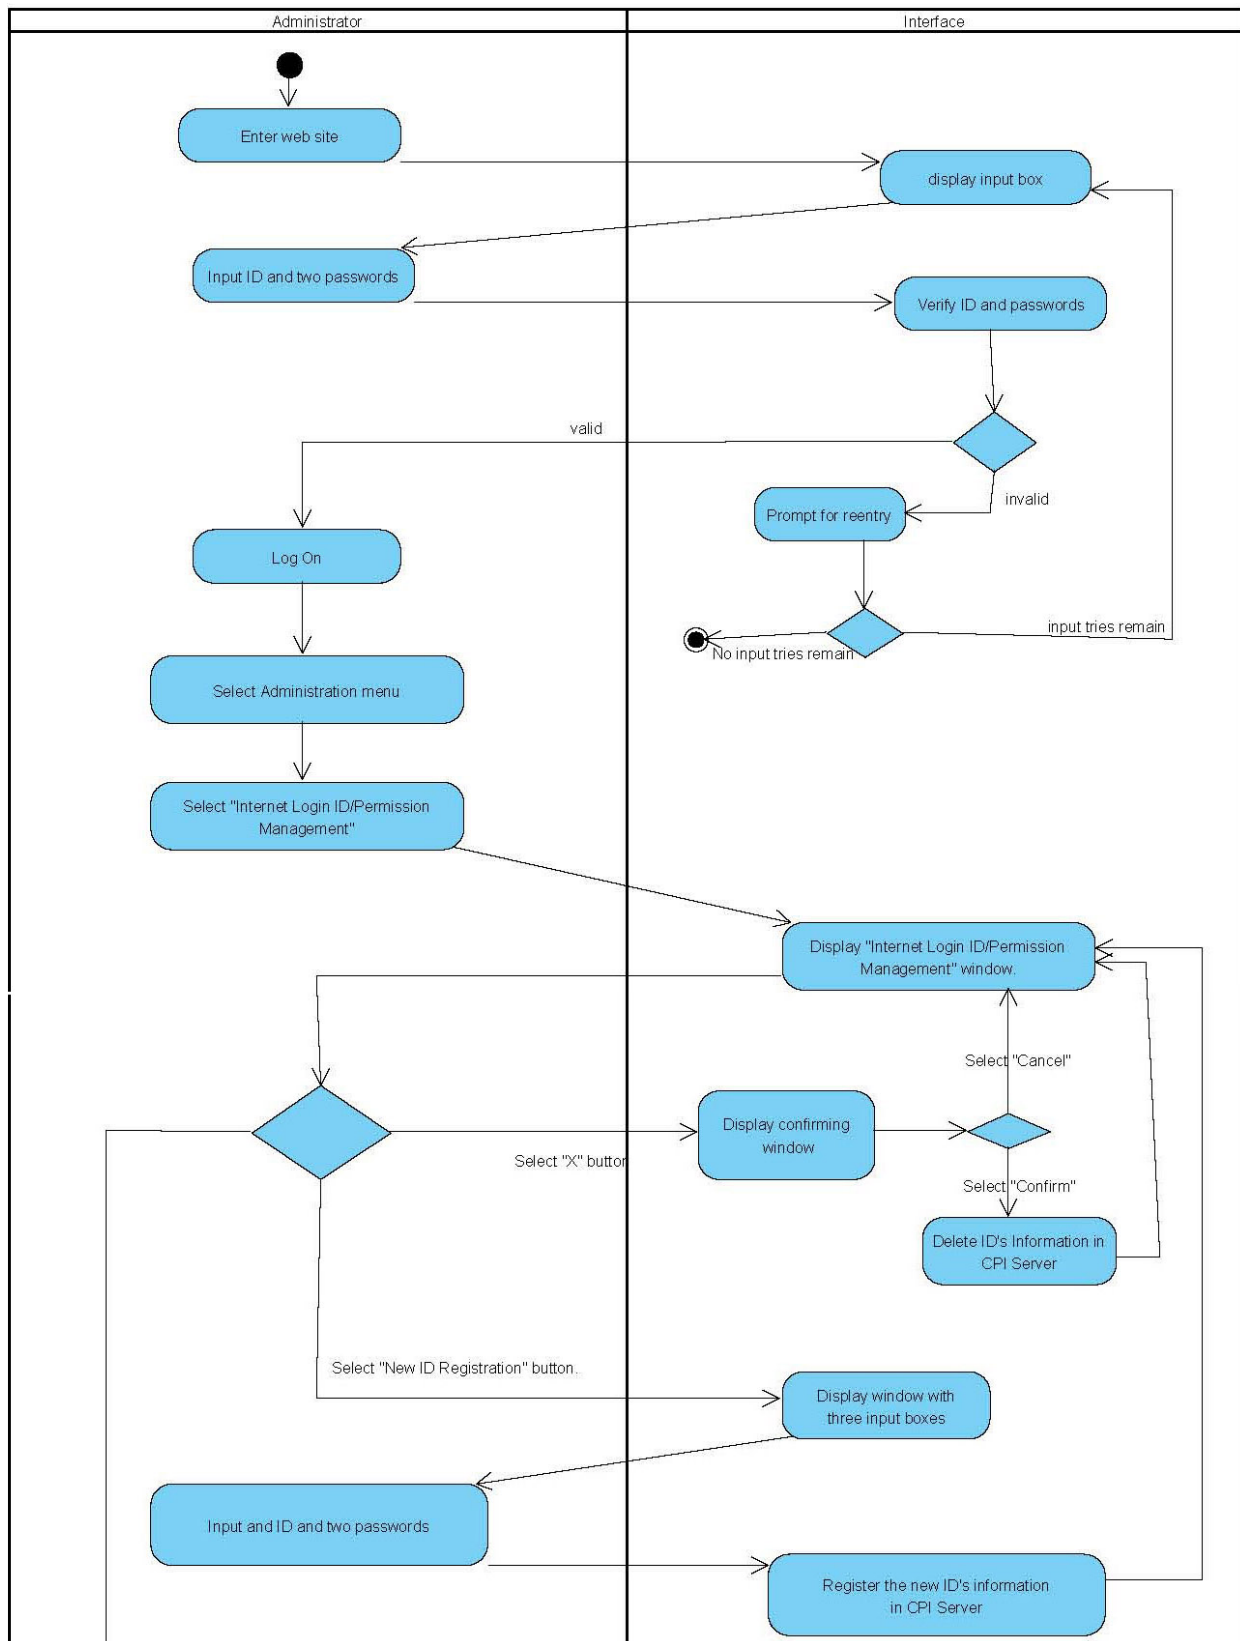 Administrator
Interface
Enter web site
display input box
Input ID and two passwords
Verify ID and passwords
valid
invalid
Prompt for reentry
Log On
input tries remain
No input tries remain
Select Administration menu
Select "Internet Login ID/Permission
Management"
Display "Internet Login ID/Permission
Management" window.
Select "Cancel"
Display confirming
window
Select "X" button
Select "Confirm"
Delete ID's Information in
CPI Server
Select "New ID Registration" button.
Display window with
three input boxes
Input and ID and two passwords
Register the new ID's information
in CPI Server